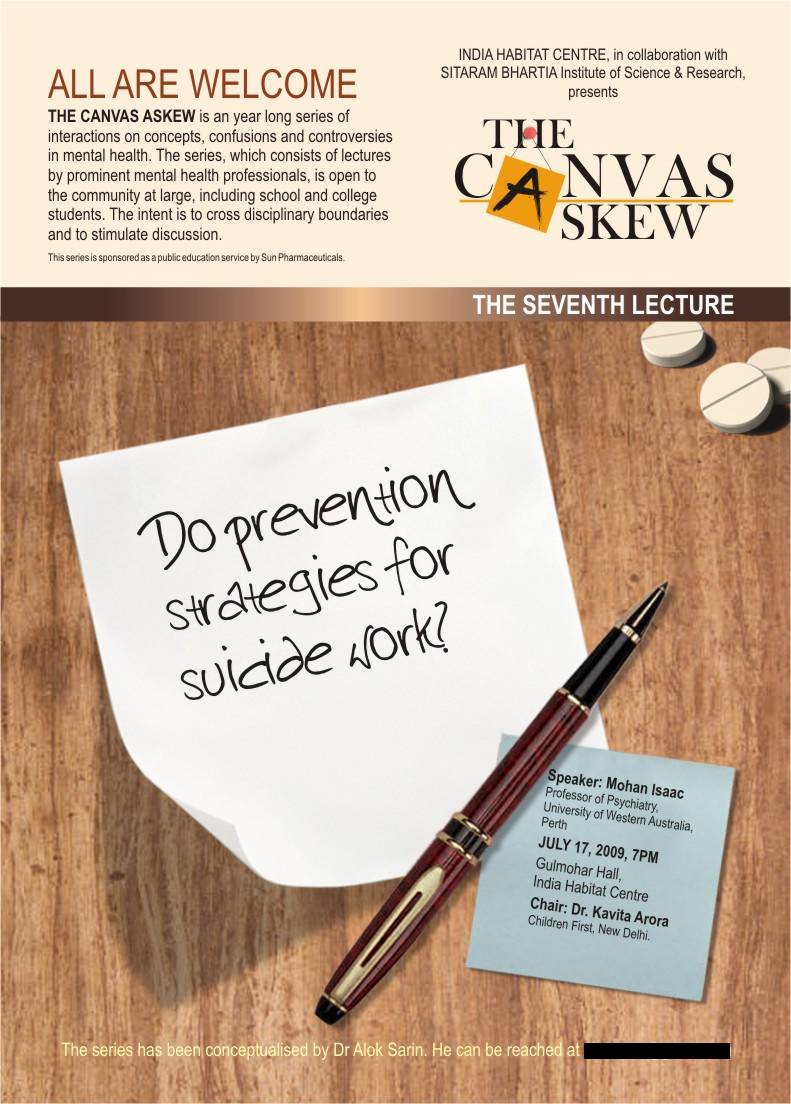 ALL ARE WELCOME
THE CANVAS ASKEW is an year long series of
interactions on concepts, confusions and controversies
in mental health. The series, which consists of lectures
by prominent mental health professionals, is open to
the community at large, including school and college
students. The intent is to cross disciplinary boundaries
and to stimulate discussion.
This series is sponsored as a public education service by Sun Pharmaceuticals.
INDIA HABITAT CENTRE, in collaboration with
SITARAM BHARTIA Institute of Science & Research,
presents
THE
CANVAS
ASKEW
THE SEVENTH LECTURE
Do prevention
strategies for
suicide work?
Speaker: Mohan Isaac
Professor of Psychiatry,
University of Western Australia,
Perth
JULY 17, 2009, 7PM
Gulmohar Hall,
India Habitat Centre
Chair: Dr. Kavita Arora
Children First, New Delhi.
The series has been conceptualised by Dr Alok Sarin. He can be reached at